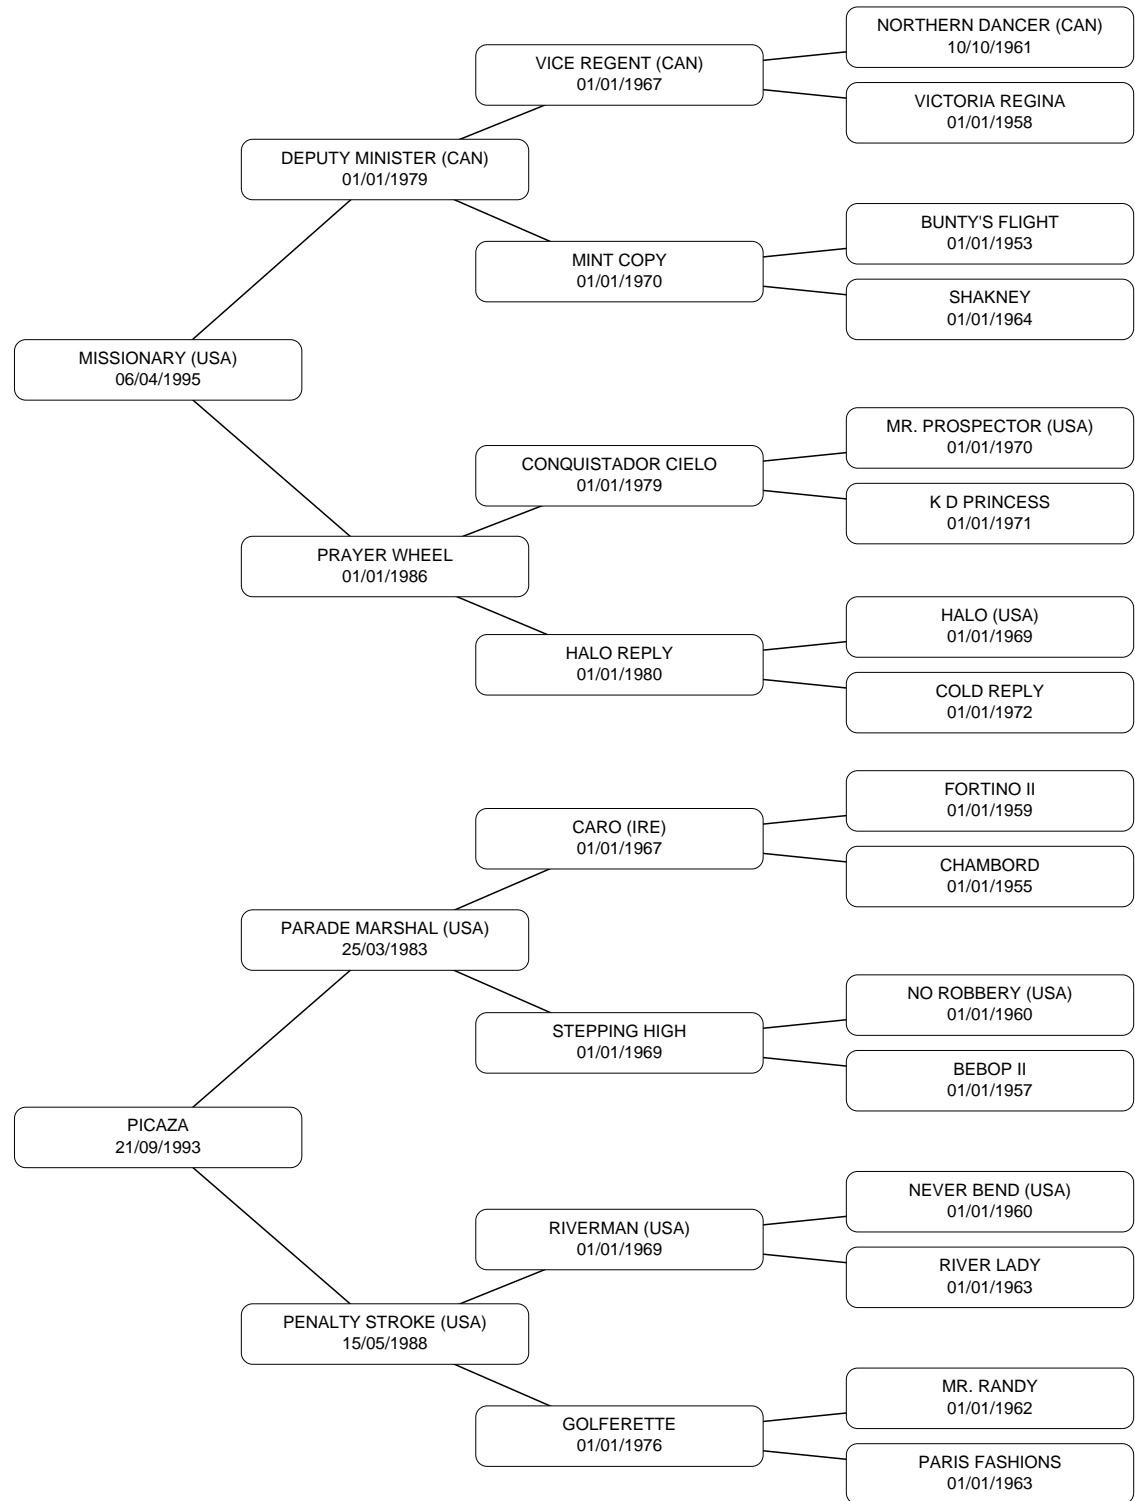 NORTHERN DANCER (CAN)
10/10/1961
VICE REGENT (CAN)
01/01/1967
VICTORIA REGINA
01/01/1958
DEPUTY MINISTER (CAN)
01/01/1979
BUNTY'S FLIGHT
01/01/1953
MINT COPY
01/01/1970
SHAKNEY
01/01/1964
MISSIONARY (USA)
06/04/1995
MR. PROSPECTOR (USA)
01/01/1970
CONQUISTADOR CIELO
01/01/1979
K D PRINCESS
01/01/1971
PRAYER WHEEL
01/01/1986
HALO (USA)
01/01/1969
HALO REPLY
01/01/1980
COLD REPLY
01/01/1972
FORTINO II
01/01/1959
CARO (IRE)
01/01/1967
CHAMBORD
01/01/1955
PARADE MARSHAL (USA)
25/03/1983
NO ROBBERY (USA)
01/01/1960
STEPPING HIGH
01/01/1969
BEBOP II
01/01/1957
PICAZA
21/09/1993
NEVER BEND (USA)
01/01/1960
RIVERMAN (USA)
01/01/1969
RIVER LADY
01/01/1963
PENALTY STROKE (USA)
15/05/1988
MR. RANDY
01/01/1962
GOLFERETTE
01/01/1976
PARIS FASHIONS
01/01/1963